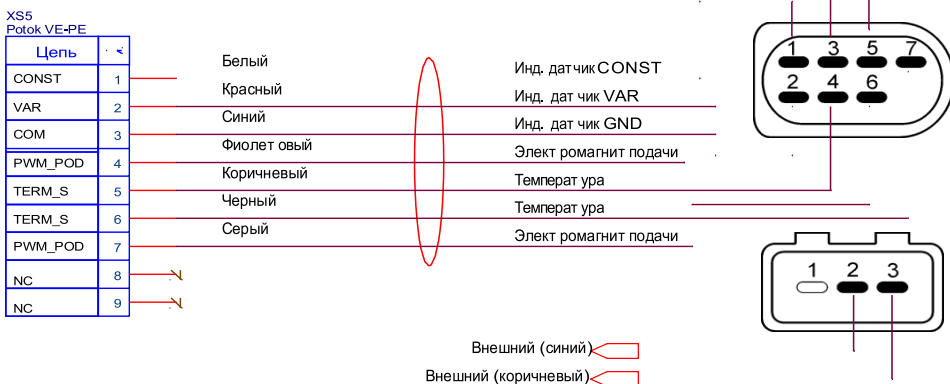 XS5
Potok VE-PE
Цепь
CONST 1 Белый Инд. датчик CONST
VAR 2 Красный Инд. дат чик VAR
COM 3 Синий Инд. дат чик GND
PWM_POD 4 Фиолет овый Элект ромагнит подачи
TERM_S 5 Коричневый Температ ура
TERM_S 6 Черный Температ ура
PWM_POD 7 Серый Элект ромагнит подачи
NC 8
NC 9
1 3 5 7
2 4 6
1 2 3
Внешний (синий)
Внешний (коричневый)